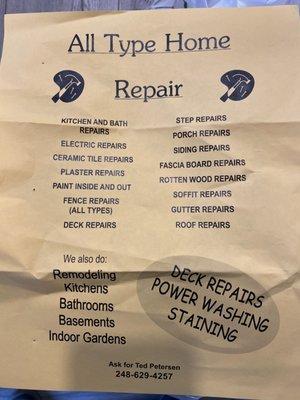 All Type Home
Repair
KITCHEN AND BATH
REPAIRS
ELECTRIC REPAIRS
CERAMIC TILE REPAIRS
PLASTER REPAIRS
PAINT INSIDE AND OUT
FENCE REPAIRS
(ALL TYPES)
DECK REPAIRS
STEP REPAIRS
PORCH REPAIRS
SIDING REPAIRS
FASCIA BOARD REPAIRS
ROTTEN WOOD REPAIRS
SOFFIT REPAIRS
GUTTER REPAIRS
ROOF REPAIRS
We also do:
Remodeling
Kitchens
Bathrooms
Basements
Indoor Gardens
DECK REPAIRS
POWER WASHING
STAINING
Ask for Ted Petersen
248-629-4257